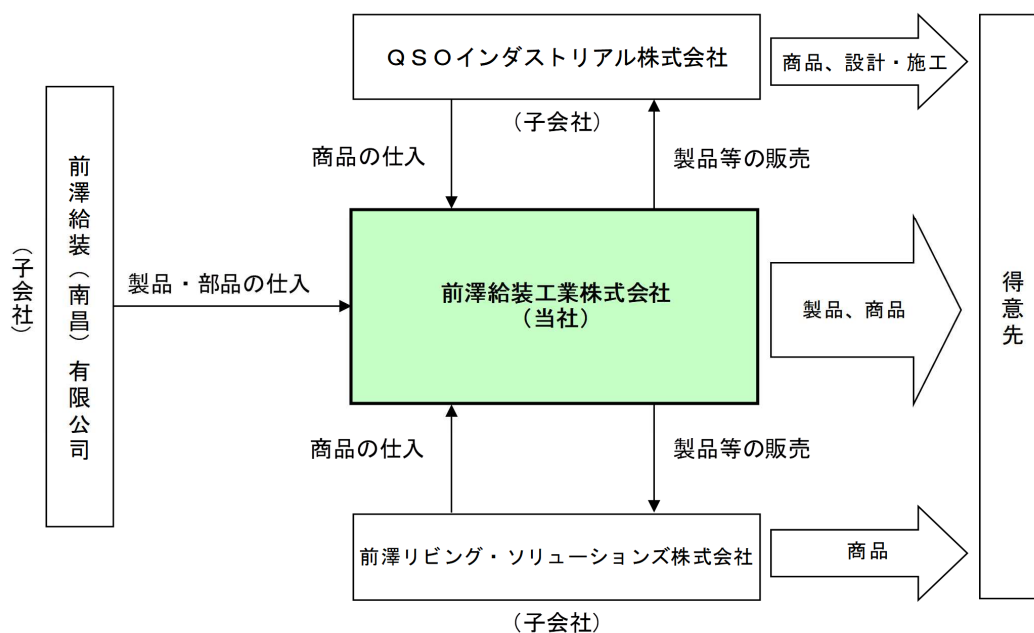 QSOインダストリアル株式会社
商品、設計・施工
(子会社)
商品の仕入
製品等の販売
前澤給装(南昌)有限公司
(子会社)
製品・部品の仕入
前澤給装工業株式会社
(当社)
製品、商品
得意先
商品の仕入
製品等の販売
前澤リビング・ソリューションズ株式会社
商品
(子会社)